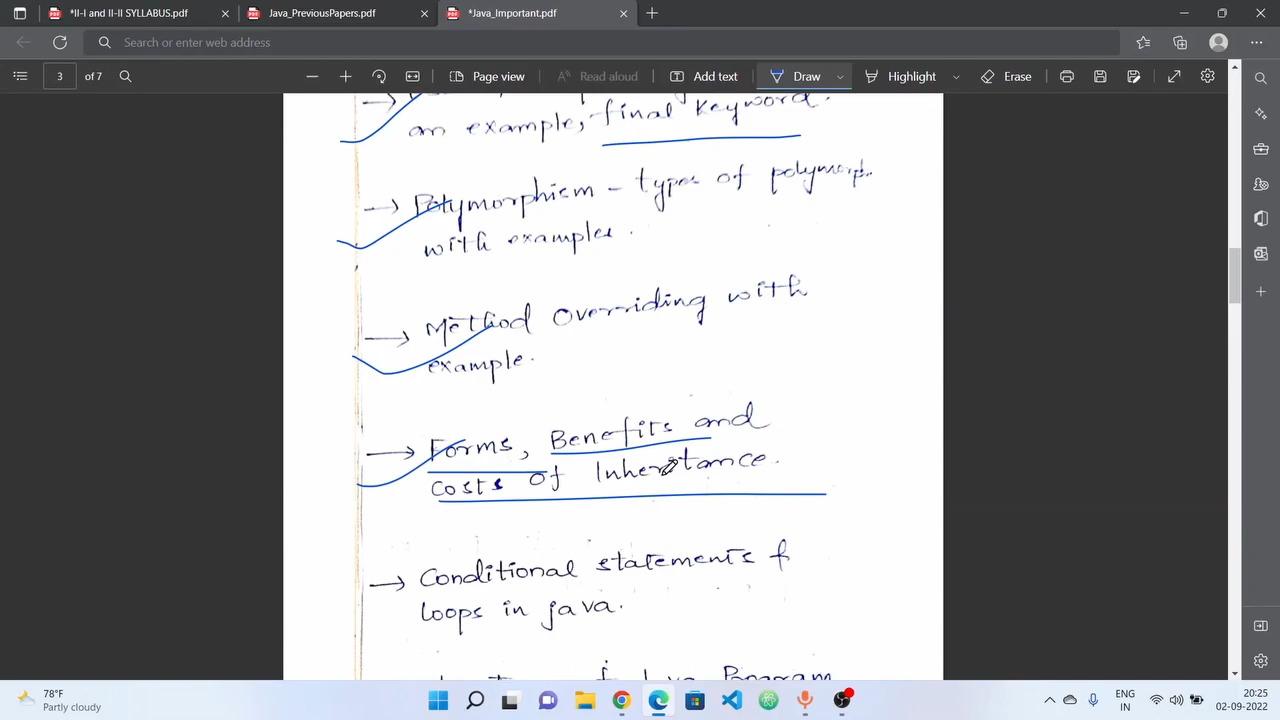 *II-I and II-II SYLLABUS.pdf
Java_PreviousPapers.pdf
*Java_Important.pdf
Search or enter web address
3 of 7
Page view
Read aloud
Add text
Draw
Highlight
Erase
an example, final keyword.
→ Polymorphism - types of polymorph
with examples.
→ Method Overriding with
example.
→ Forms, Benefits and
costs of Inheritance.
→ Conditional statements &
loops in java.
Program
78°F
Partly cloudy
ENG
IN
20:25
02-09-2022